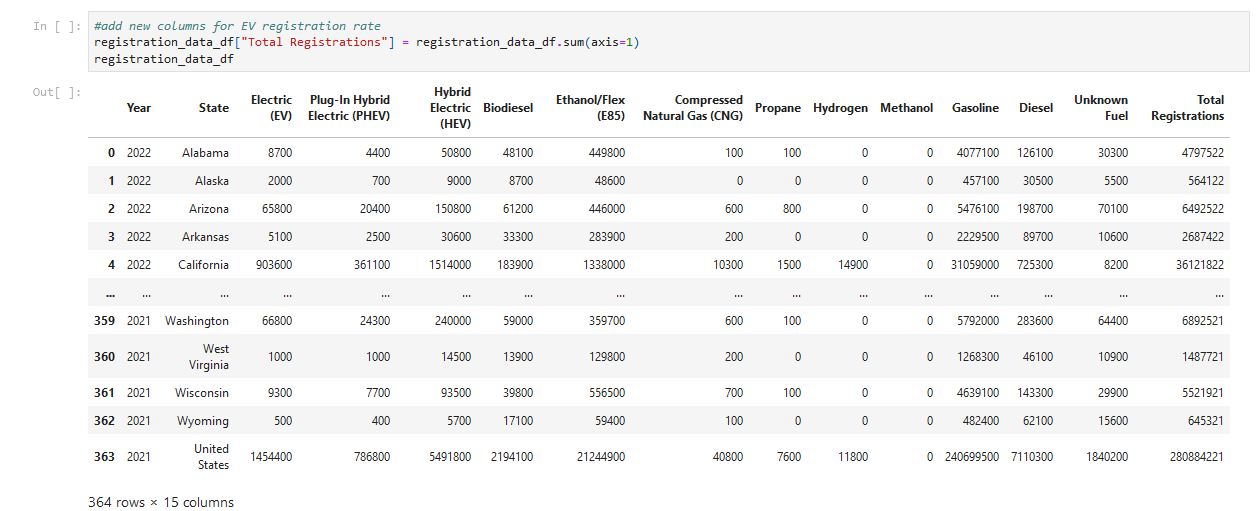 In [ ]: #add new columns for EV registration rate
registration_data_df["Total Registrations"] = registration_data_df.sum(axis=1)
registration_data_df
Out[ ]:
Year State Electric (EV) Plug-In Hybrid Electric (PHEV) Hybrid Electric (HEV) Biodiesel Ethanol/Flex (E85) Compressed Natural Gas (CNG) Propane Hydrogen Methanol Gasoline Diesel Unknown Fuel Total Registrations
0 2022 Alabama 8700 4400 50800 48100 449800 100 100 0 0 4077100 126100 30300 4797522
1 2022 Alaska 2000 700 9000 8700 48600 0 0 0 0 457100 30500 5500 564122
2 2022 Arizona 65800 20400 150800 61200 446000 600 800 0 0 5476100 198700 70100 6492522
3 2022 Arkansas 5100 2500 30600 33300 283900 200 0 0 0 2229500 89700 10600 2687422
4 2022 California 903600 361100 1514000 183900 1338000 10300 1500 14900 0 31059000 725300 8200 36121822
... ... ... ... ... ... ... ... ... ... ... ... ... ... ... ...
359 2021 Washington 66800 24300 240000 59000 359700 600 100 0 0 5792000 283600 64400 6892521
360 2021 West Virginia 1000 1000 14500 13900 129800 200 0 0 0 1268300 46100 10900 1487721
361 2021 Wisconsin 9300 7700 93500 39800 556500 700 100 0 0 4639100 143300 29900 5521921
362 2021 Wyoming 500 400 5700 17100 59400 100 0 0 0 482400 62100 15600 645321
363 2021 United States 1454400 786800 5491800 2194100 21244900 40800 7600 11800 0 240699500 7110300 1840200 280884221
364 rows × 15 columns